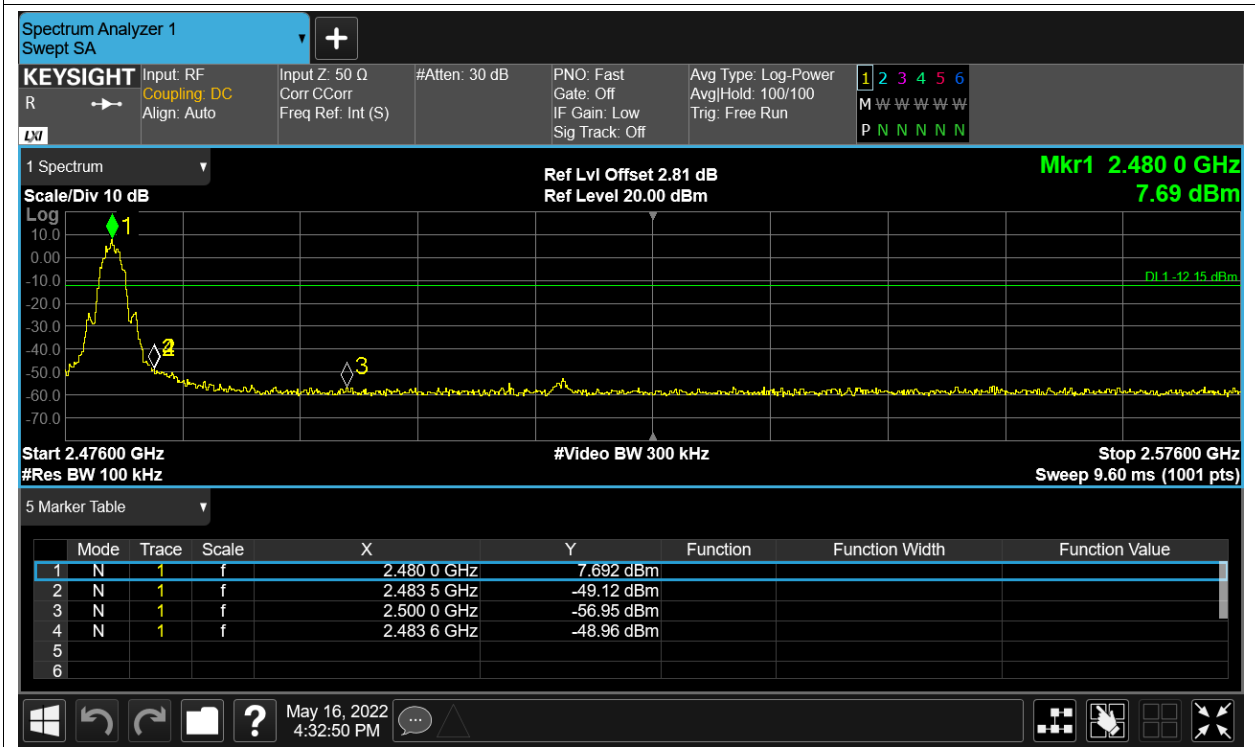 Spectrum Analyzer 1
Swept SA
KEYSIGHT
R
LXI
Input: RF
Coupling: DC
Align: Auto
Input Z: 50 Ω
Corr CCorr
Freq Ref: Int (S)
#Atten: 30 dB
PNO: Fast
Gate: Off
IF Gain: Low
Sig Track: Off
Avg Type: Log-Power
Avg|Hold: 100/100
Trig: Free Run
1 2 3 4 5 6
M W W W W W
P N N N N N
1 Spectrum
Scale/Div 10 dB
Ref Lvl Offset 2.81 dB
Ref Level 20.00 dBm
Mkr1 2.480 0 GHz
7.69 dBm
Log
10.0
0.00
-10.0
-20.0
-30.0
-40.0
-50.0
-60.0
-70.0
1
DL1 -12.15 dBm
3
Start 2.47600 GHz
#Video BW 300 kHz
Stop 2.57600 GHz
#Res BW 100 kHz
Sweep 9.60 ms (1001 pts)
5 Marker Table
Mode Trace Scale X Y Function Function Width Function Value
1 N 1 f 2.480 0 GHz 7.692 dBm
2 N 1 f 2.483 5 GHz -49.12 dBm
3 N 1 f 2.500 0 GHz -56.95 dBm
4 N 1 f 2.483 6 GHz -48.96 dBm
5
6
?
May 16, 2022
4:32:50 PM